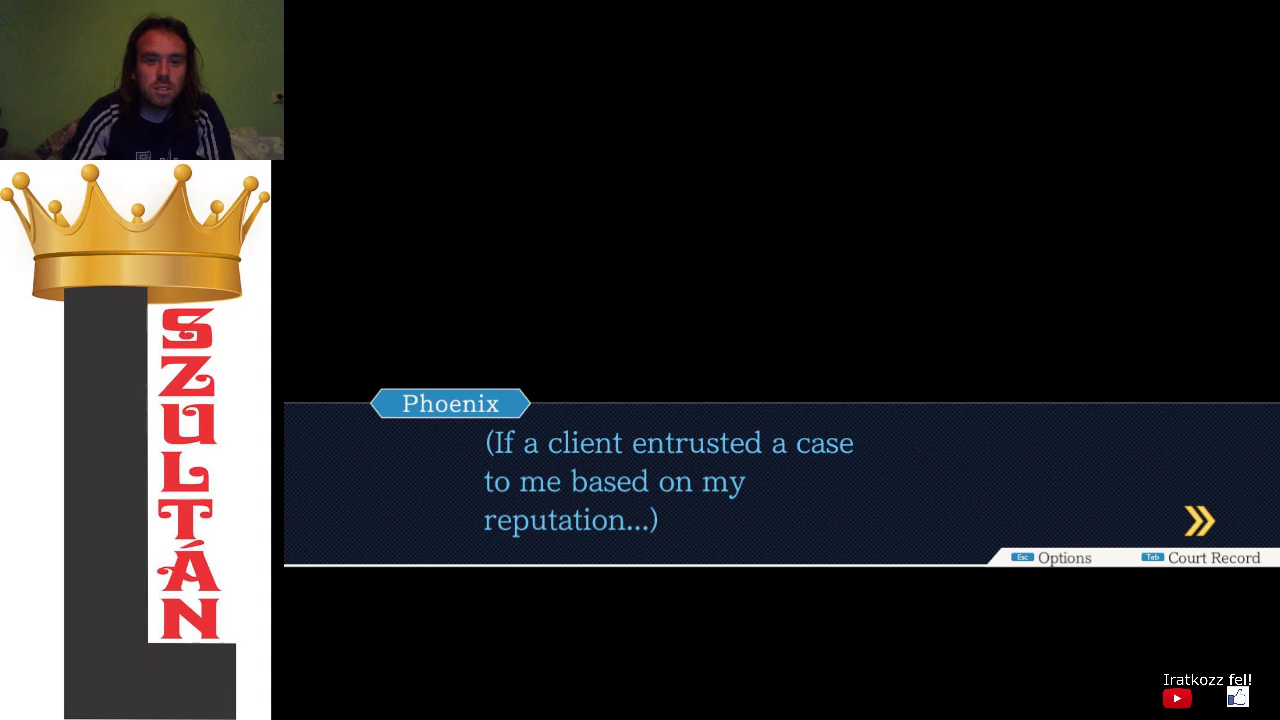 L
SZULTÁN
Phoenix
(If a client entrusted a case
to me based on my
reputation...)
Esc Options Tab Court Record
Iratkozz fel!